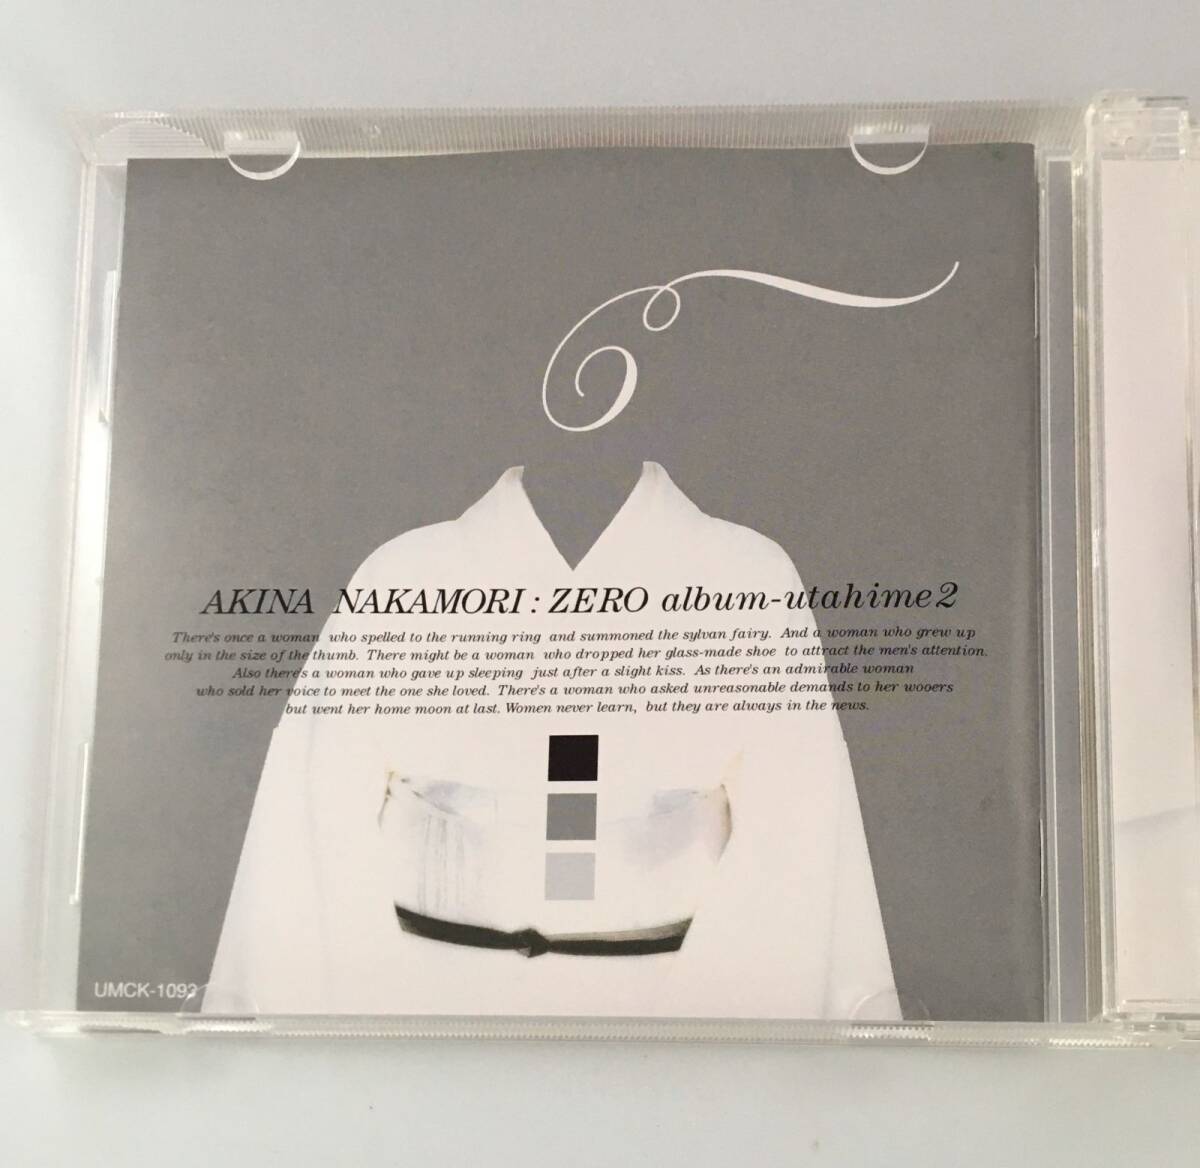 AKINA NAKAMORI : ZERO album-utahime2
There's once a woman who spelled to the running ring and summoned the sylvan fairy. And a woman who grew up
only in the size of the thumb. There might be a woman who dropped her glass-made shoe to attract the men's attention.
Also there's a woman who gave up sleeping just after a slight kiss. As there's an admirable woman
who sold her voice to meet the one she loved. There's a woman who asked unreasonable demands to her wooers
but went her home moon at last. Women never learn, but they are always in the news.
UMCK-1093